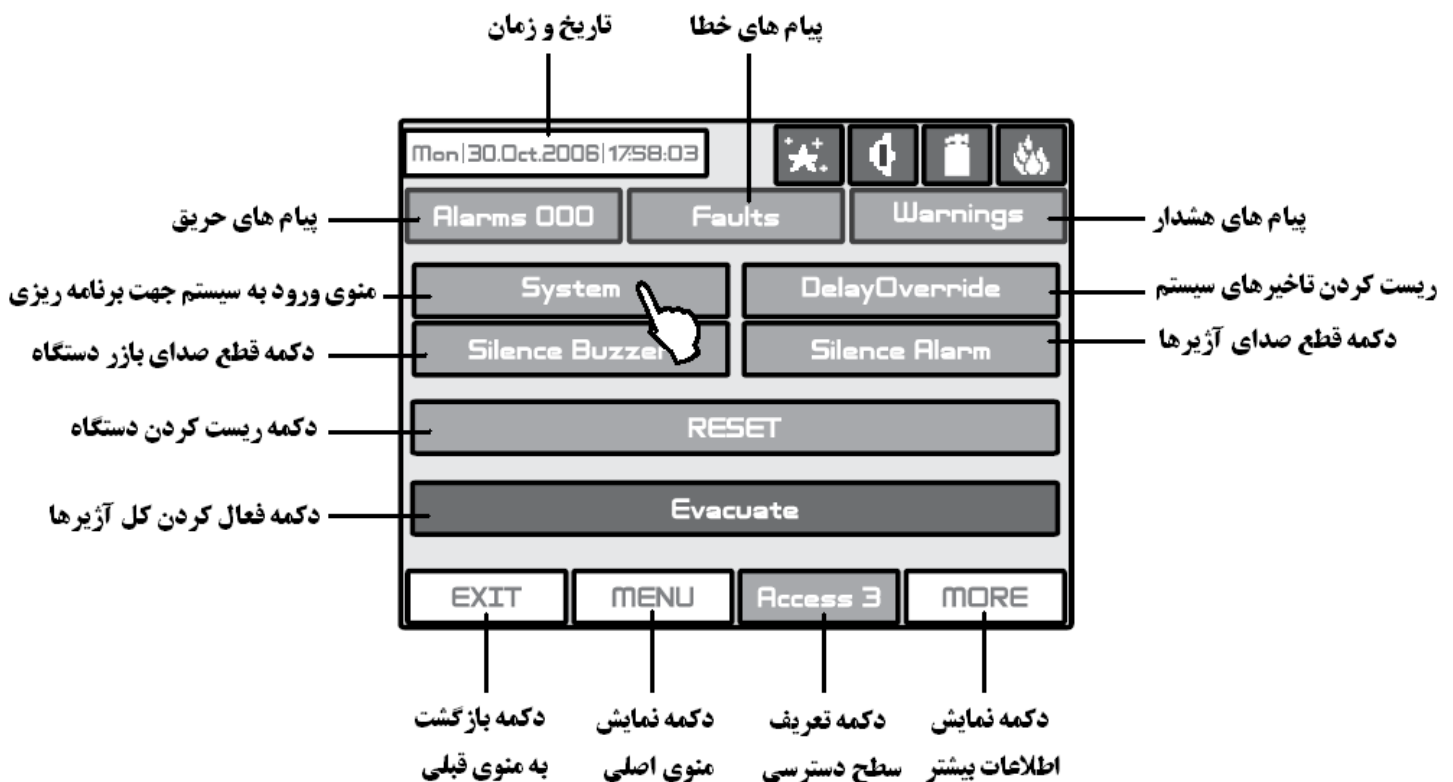 تاریخ و زمان
پیام های خطا
Mon|30.Oct.2006|17:58:03
پیام های حریق
Alarms 000
Faults
Warnings
پیام های هشدار
منوی ورود به سیستم جهت برنامه ریزی
System
DelayOverride
ریست کردن تاخیرهای سیستم
دکمه قطع صدای بازر دستگاه
Silence Buzzer
Silence Alarm
دکمه قطع صدای آژیرها
دکمه ریست کردن دستگاه
RESET
دکمه فعال کردن کل آژیرها
Evacuate
EXIT
MENU
Access 3
MORE
دکمه بازگشت
به منوی قبلی
دکمه نمایش
منوی اصلی
دکمه تعریف
سطح دسترسی
دکمه نمایش
اطلاعات بیشتر